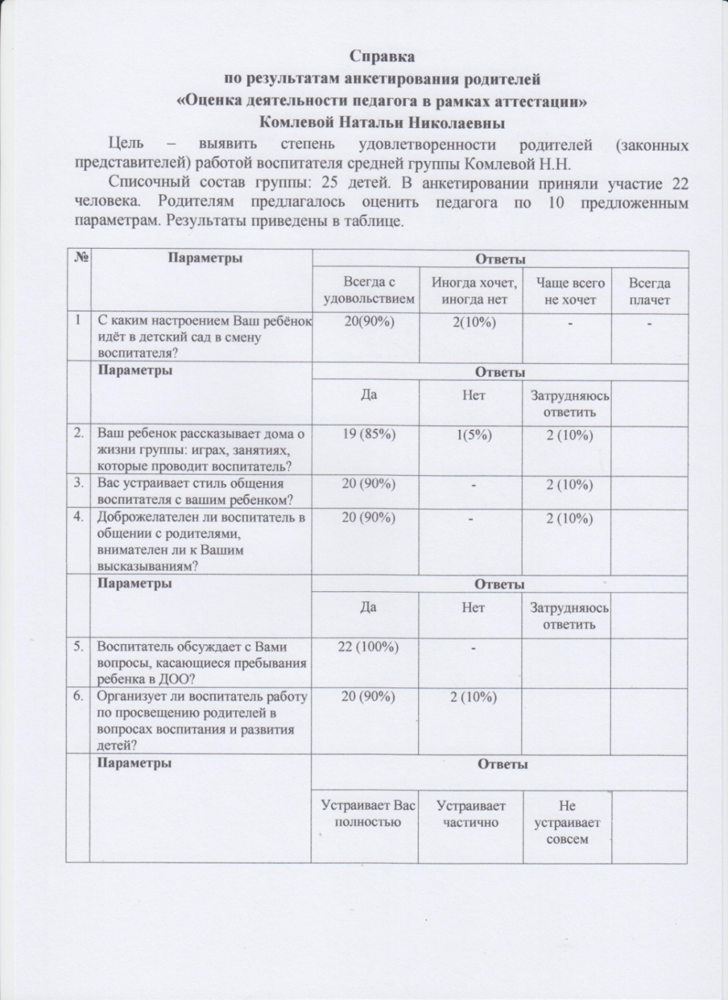 Справка
по результатам анкетирования родителей
«Оценка деятельности педагога в рамках аттестации»
Комлевой Натальи Николаевны
Цель – выявить степень удовлетворенности родителей (законных
представителей) работой воспитателя средней группы Комлевой Н.Н.
Списочный состав группы: 25 детей. В анкетировании приняли участие 22
человека. Родителям предлагалось оценить педагога по 10 предложенным
параметрам. Результаты приведены в таблице.
№ Параметры Ответы
Всегда с Иногда хочет, Чаще всего Всегда
удовольствием иногда нет не хочет плачет
1 С каким настроением Ваш ребёнок 20(90%) 2(10%) - -
идёт в детский сад в смену
воспитателя?
Параметры Ответы
Да Нет Затрудняюсь
ответить
2. Ваш ребенок рассказывает дома о 19 (85%) 1(5%) 2 (10%)
жизни группы: играх, занятиях,
которые проводит воспитатель?
3. Вас устраивает стиль общения 20 (90%) - 2 (10%)
воспитателя с вашим ребенком?
4. Доброжелателен ли воспитатель в 20 (90%) - 2 (10%)
общении с родителями,
внимателен ли к Вашим
высказываниям?
Параметры Ответы
Да Нет Затрудняюсь
ответить
5. Воспитатель обсуждает с Вами 22 (100%) -
вопросы, касающиеся пребывания
ребенка в ДОО?
6. Организует ли воспитатель работу 20 (90%) 2 (10%)
по просвещению родителей в
вопросах воспитания и развития
детей?
Параметры Ответы
Устраивает Вас Устраивает Не
полностью частично устраивает
совсем